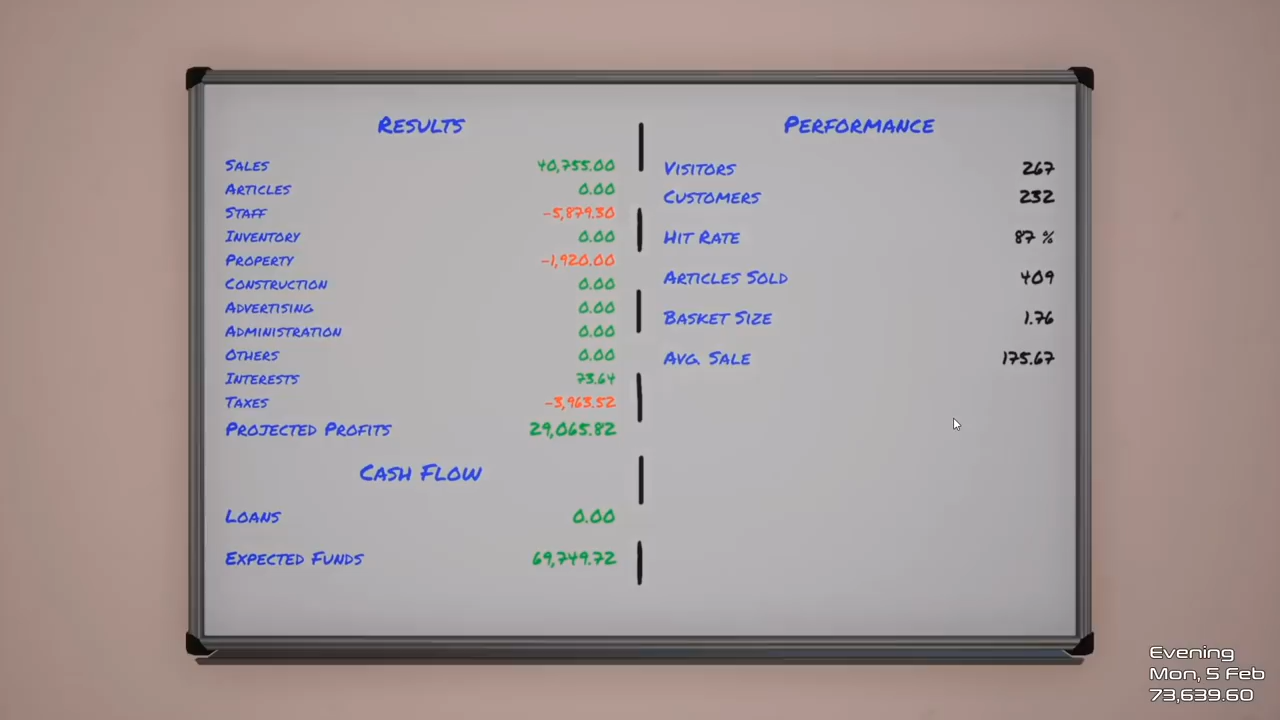 Results
Sales 40,755.00
Articles 0.00
Staff -5,879.30
Inventory 0.00
Property -1,920.00
Construction 0.00
Advertising 0.00
Administration 0.00
Others 0.00
Interests 73.64
Taxes -3,963.52
Projected Profits 29,065.82
Cash Flow
Loans 0.00
Expected Funds 69,749.72
Performance
Visitors 267
Customers 232
Hit Rate 87 %
Articles Sold 409
Basket Size 1.76
Avg. Sale 175.67
Evening
Mon, 5 Feb
73,639.60